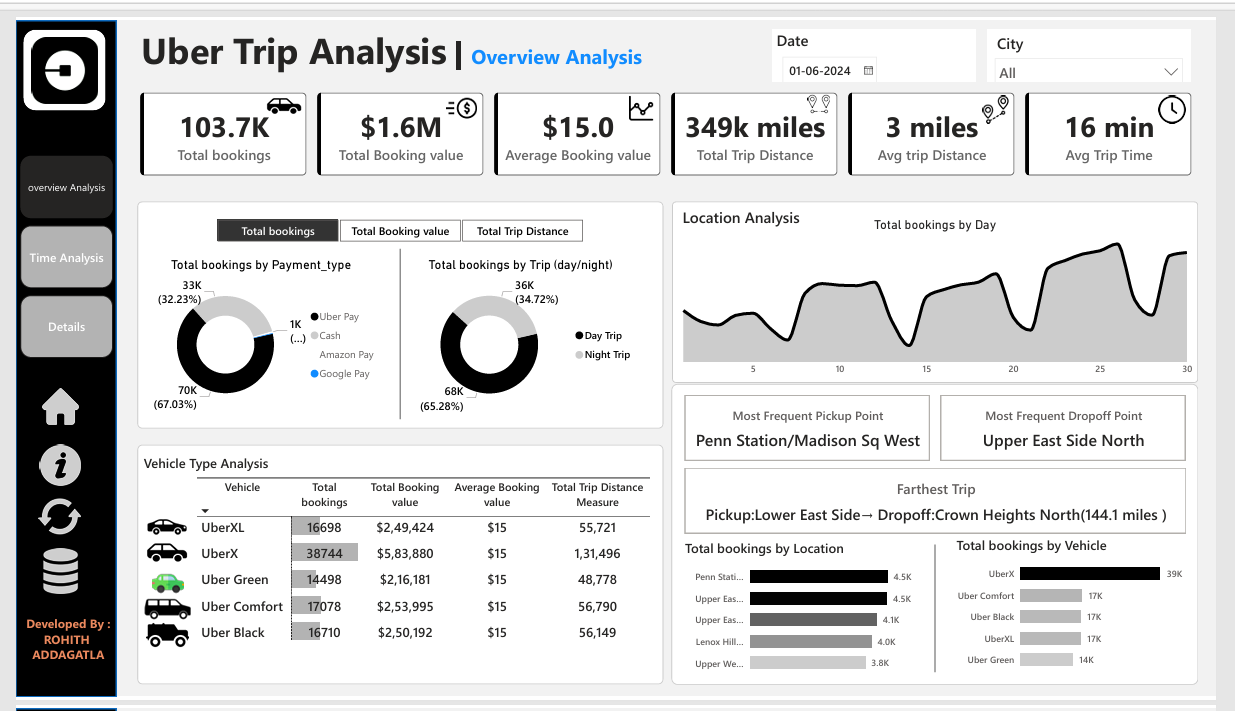 Uber Trip Analysis | Overview Analysis
Date
01-06-2024
City
All
103.7K
Total bookings
$1.6M
Total Booking value
$15.0
Average Booking value
349k miles
Total Trip Distance
3 miles
Avg trip Distance
16 min
Avg Trip Time
overview Analysis
Time Analysis
Details
Developed By :
ROHITH
ADDAGATLA
Total bookings
Total Booking value
Total Trip Distance
Total bookings by Payment_type
33K
(32.23%)
1K
(...)
70K
(67.03%)
Uber Pay
Cash
Amazon Pay
Google Pay
Total bookings by Trip (day/night)
36K
(34.72%)
68K
(65.28%)
Day Trip
Night Trip
Location Analysis
Total bookings by Day
5 10 15 20 25 30
Vehicle Type Analysis
Vehicle Total bookings Total Booking value Average Booking value Total Trip Distance Measure
UberXL 16698 $2,49,424 $15 55,721
UberX 38744 $5,83,880 $15 1,31,496
Uber Green 14498 $2,16,181 $15 48,778
Uber Comfort 17078 $2,53,995 $15 56,790
Uber Black 16710 $2,50,192 $15 56,149
Most Frequent Pickup Point
Penn Station/Madison Sq West
Most Frequent Dropoff Point
Upper East Side North
Farthest Trip
Pickup:Lower East Side→ Dropoff:Crown Heights North(144.1 miles )
Total bookings by Location
Penn Stati... 4.5K
Upper Eas... 4.5K
Upper Eas... 4.1K
Lenox Hill... 4.0K
Upper We... 3.8K
Total bookings by Vehicle
UberX 39K
Uber Comfort 17K
Uber Black 17K
UberXL 17K
Uber Green 14K